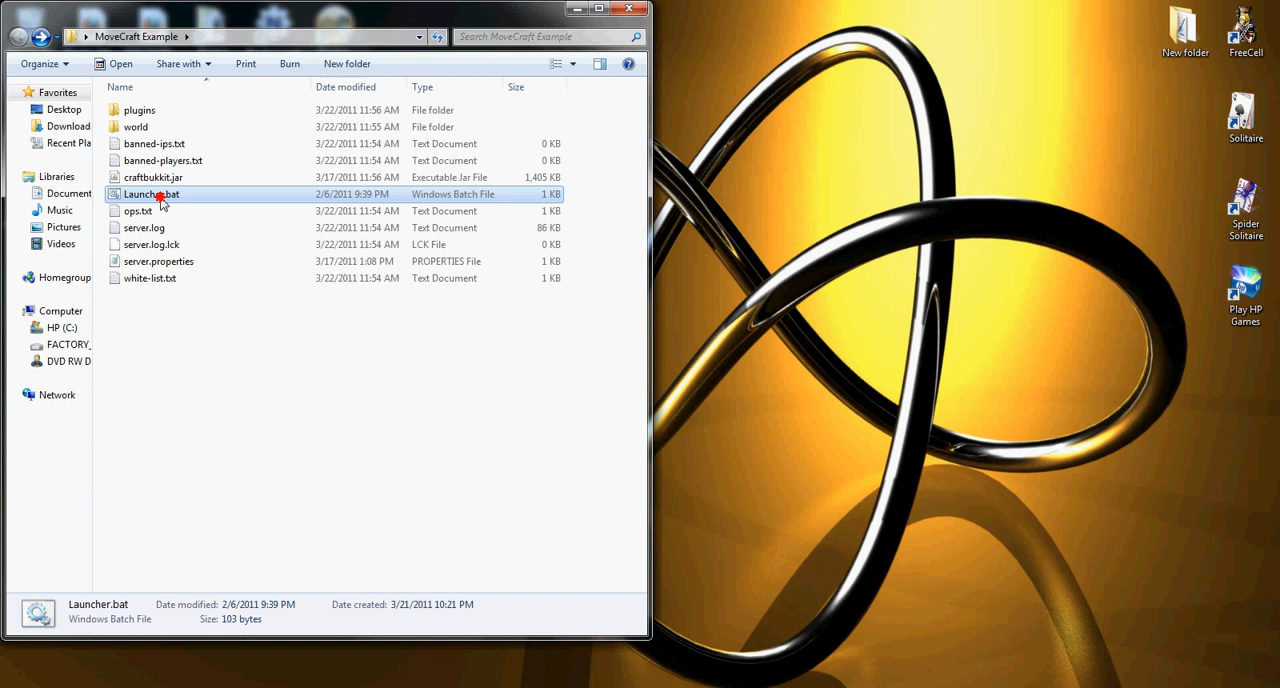 MoveCraft Example
Search MoveCraft Example
Organize Open Share with Print Burn New folder
Name Date modified Type Size
Favorites
Desktop
Download
Recent Pla
Libraries
Document
Music
Pictures
Videos
Homegroup
Computer
HP (C:)
FACTORY_
DVD RW D
Network
plugins 3/22/2011 11:56 AM File folder
world 3/22/2011 11:55 AM File folder
banned-ips.txt 3/22/2011 11:54 AM Text Document 0 KB
banned-players.txt 3/22/2011 11:54 AM Text Document 0 KB
craftbukkit.jar 3/17/2011 11:56 AM Executable Jar File 1,405 KB
Launcher.bat 2/6/2011 9:39 PM Windows Batch File 1 KB
ops.txt 3/22/2011 11:54 AM Text Document 1 KB
server.log 3/22/2011 11:54 AM Text Document 86 KB
server.log.lck 3/22/2011 11:54 AM LCK File 0 KB
server.properties 3/17/2011 1:08 PM PROPERTIES File 1 KB
white-list.txt 3/22/2011 11:54 AM Text Document 1 KB
Launcher.bat Date modified: 2/6/2011 9:39 PM Date created: 3/21/2011 10:21 PM
Windows Batch File Size: 103 bytes
New folder
FreeCell
Solitaire
Spider
Solitaire
Play HP
Games